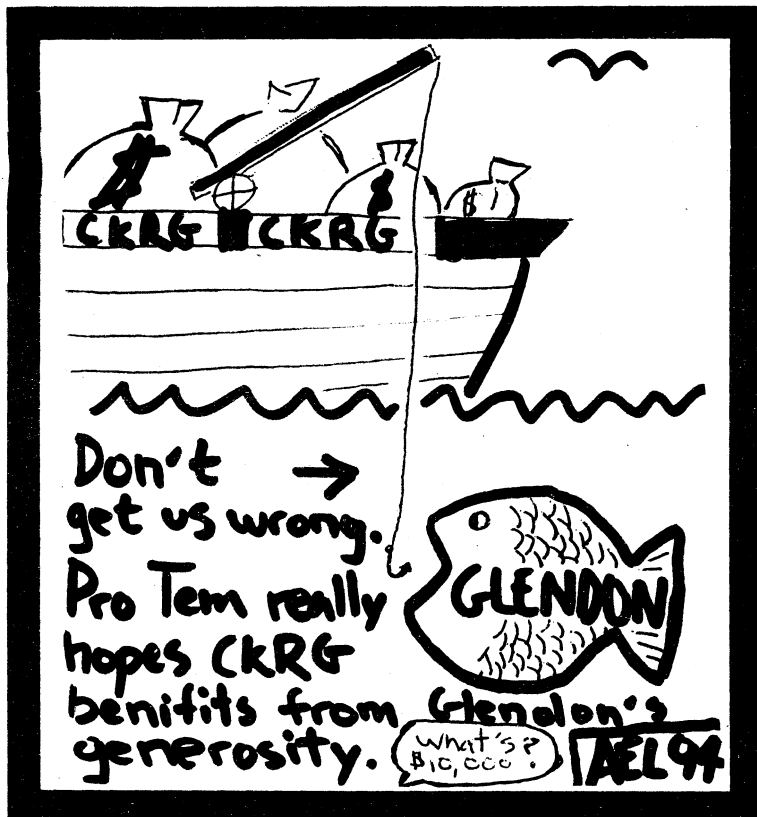 $
$
$
CKRG CKRG
Don't
get us wrong.
Pro Tem really
hopes CKRG
benifits from Glendon's
generosity.
GLENDON
What's?
$10,000?
AEL94